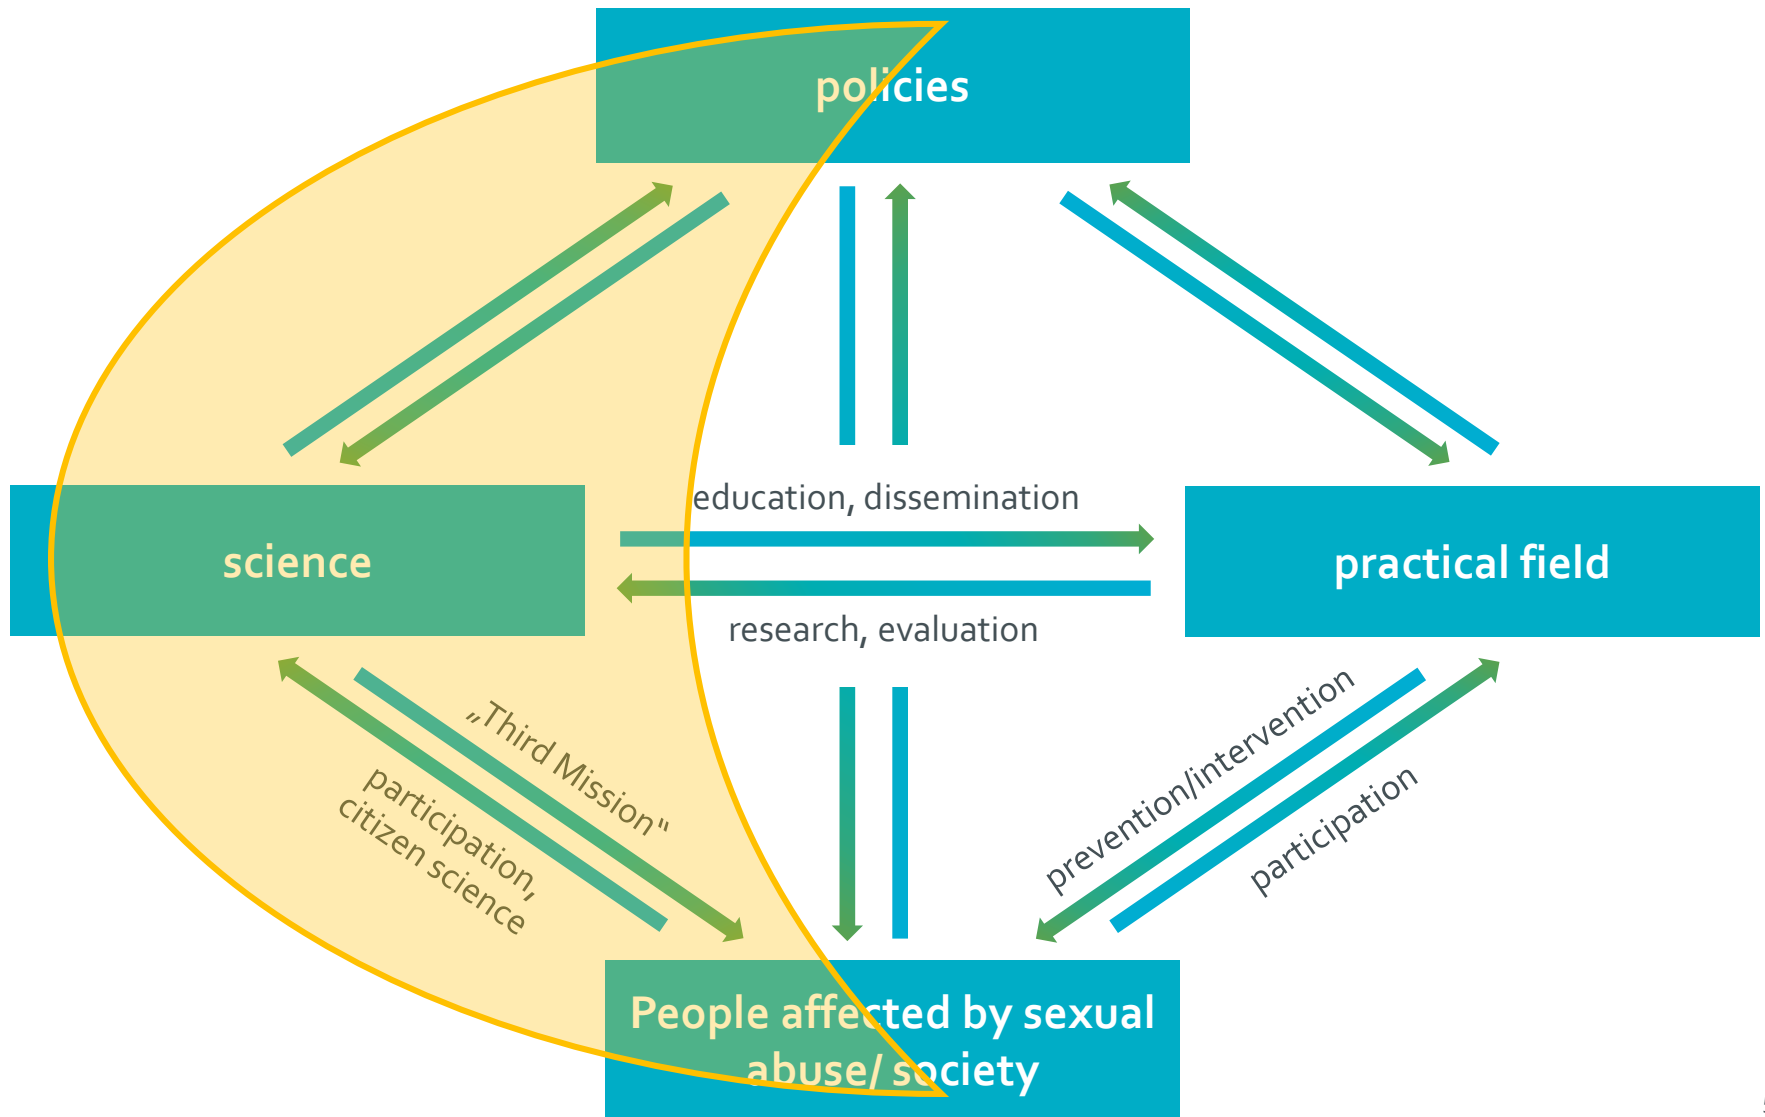 policies
education, dissemination
science
practical field
research, evaluation
„Third Mission“
participation,
citizen science
prevention/intervention
participation
People affected by sexual
abuse/ society